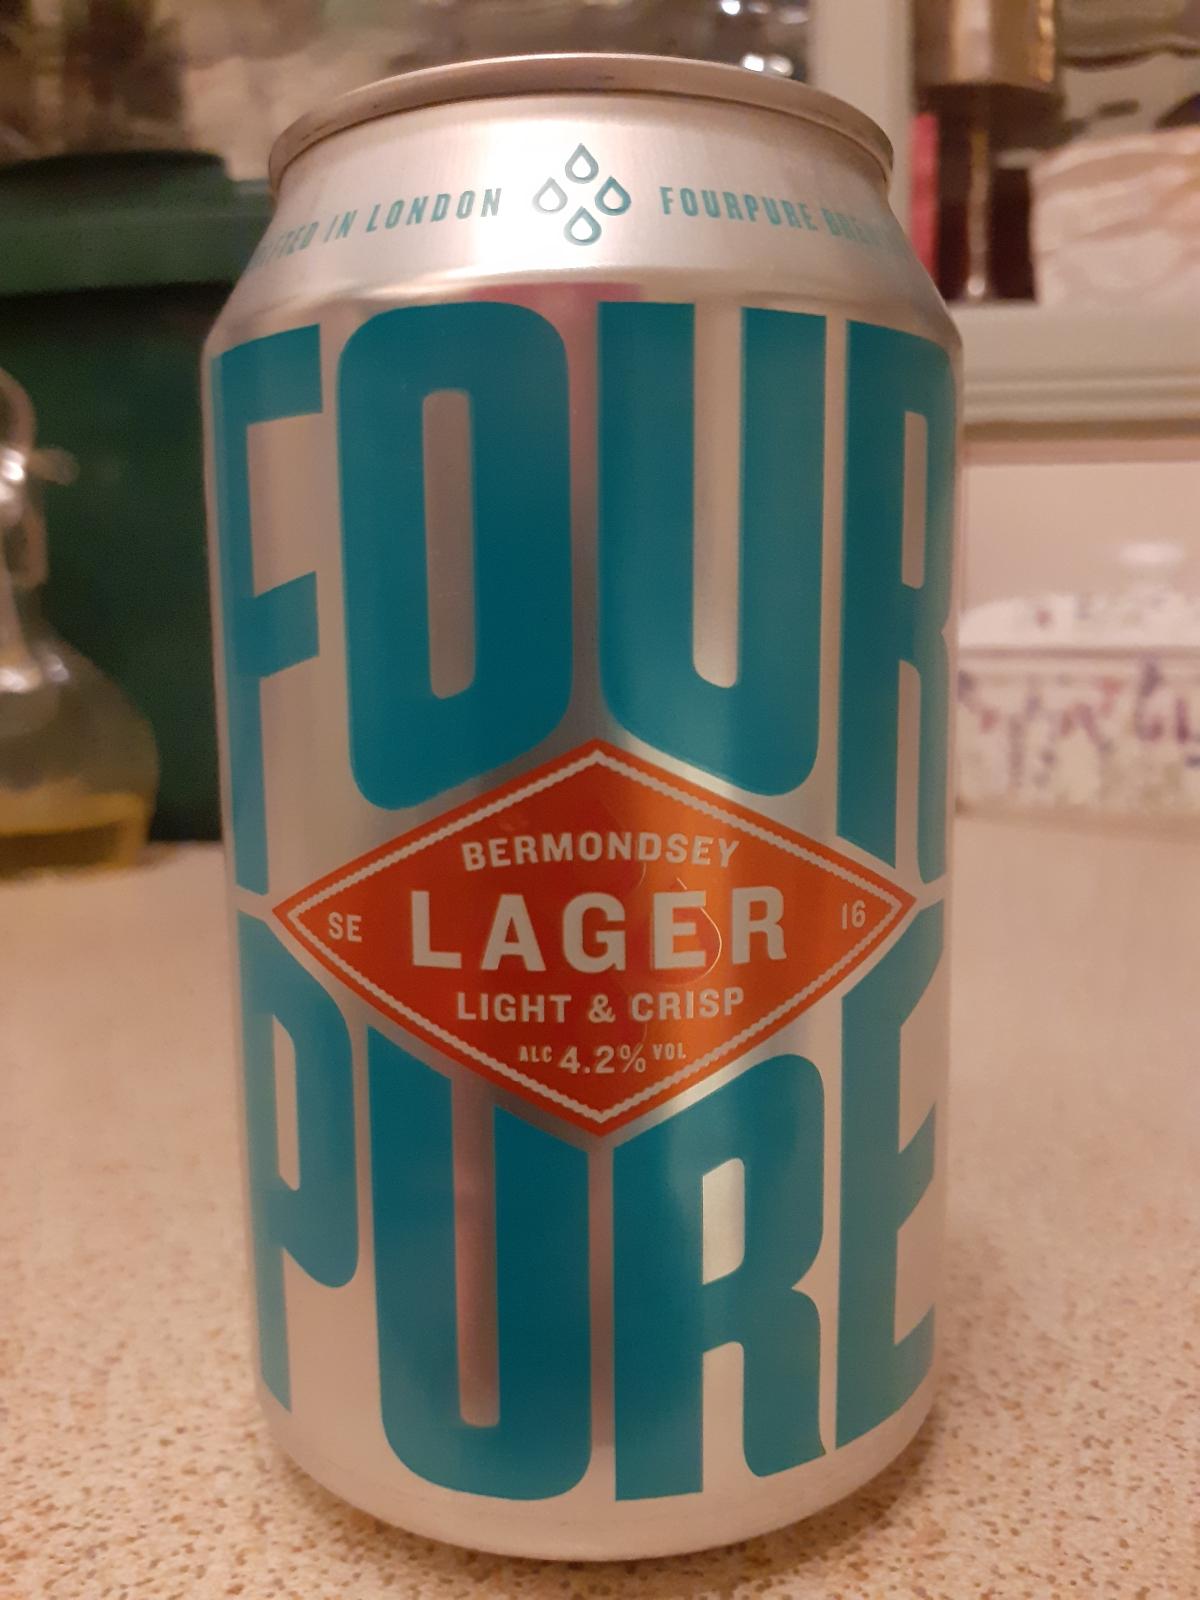 IN LONDON FOURPURE
FOUR
BERMONDSEY
SE LAGER 16
LIGHT & CRISP
ALC 4.2% VOL
PURE